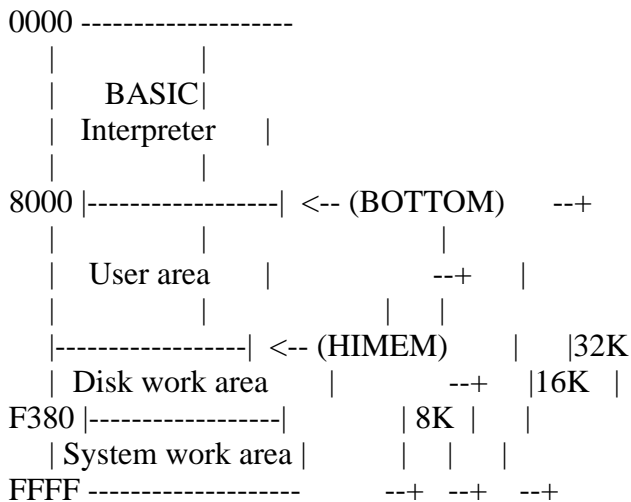 0000 -------------------
     |               |
     |     BASIC|
     |   Interpreter      |
     |               |
8000 |------------------| <-- (BOTTOM)     --+
     |               |                        |
     |    User area      |                 --+     |
     |               |                  |     |
     |------------------| <-- (HIMEM)       |     |32K
     | Disk work area      |            --+    |16K  |
F380 |------------------|            | 8K  |     |
     | System work area |         |    |     |
FFFF -------------------        --+  --+   --+